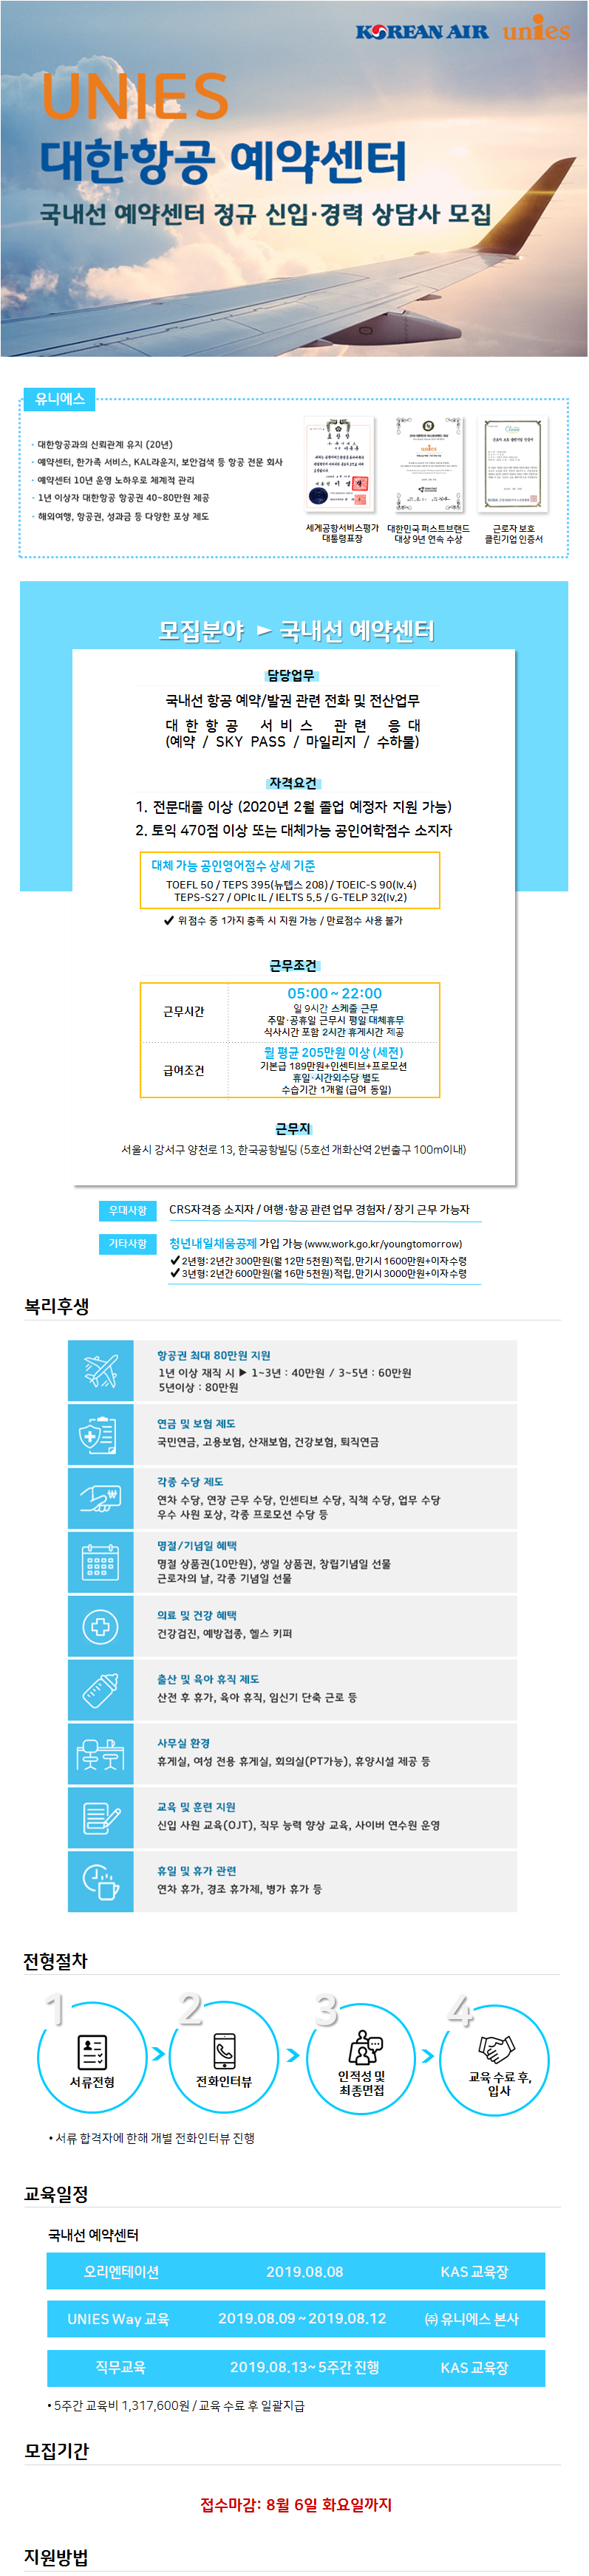 KOREAN AIR unies
UNIES
대한항공 예약센터
국내선 예약센터 정규 신입·경력 상담사 모집
유니에스
· 대한항공과의 신뢰관계 유지 (20년)
· 예약센터, 한가족 서비스, KAL라운지, 보안검색 등 항공 전문 회사
· 예약센터 10년 운영 노하우로 체계적 관리
· 1년 이상자 대한항공 항공권 40~80만원 제공
· 해외여행, 항공권, 성과금 등 다양한 포상 제도
세계공항서비스평가
대통령표창
대한민국 퍼스트브랜드
대상 9년 연속 수상
근로자 보호
클린기업 인증서
모집분야 ► 국내선 예약센터
담당업무
국내선 항공 예약/발권 관련 전화 및 전산업무
대한항공 서비스 관련 응대
(예약 / SKY PASS / 마일리지 / 수하물)
자격요건
1. 전문대졸 이상 (2020년 2월 졸업 예정자 지원 가능)
2. 토익 470점 이상 또는 대체가능 공인어학점수 소지자
대체 가능 공인영어점수 상세 기준
TOEFL 50 / TEPS 395(뉴텝스 208) / TOEIC-S 90(lv.4)
TEPS-S27 / OPIc IL / IELTS 5.5 / G-TELP 32(lv.2)
✔ 위 점수 중 1가지 충족 시 지원 가능 / 만료점수 사용 불가
근무조건
근무시간
05:00 ~ 22:00
일 9시간 스케줄 근무
주말·공휴일 근무시 평일 대체휴무
식사시간 포함 2시간 휴게시간 제공
급여조건
월 평균 205만원 이상 (세전)
기본급 189만원+인센티브+프로모션
휴일·시간외수당 별도
수습기간 1개월 (급여 동일)
근무지
서울시 강서구 양천로 13, 한국공항빌딩 (5호선 개화산역 2번출구 100m이내)
우대사항 CRS자격증 소지자 / 여행·항공 관련 업무 경험자 / 장기 근무 가능자
기타사항 청년내일채움공제 가입 가능 (www.work.go.kr/youngtomorrow)
✔ 2년형: 2년간 300만원(월 12만 5천원) 적립, 만기시 1600만원+이자 수령
✔ 3년형: 2년간 600만원(월 16만 5천원) 적립, 만기시 3000만원+이자 수령
복리후생
항공권 최대 80만원 지원
1년 이상 재직 시 ▶ 1~3년 : 40만원 / 3~5년 : 60만원
5년이상 : 80만원
연금 및 보험 제도
국민연금, 고용보험, 산재보험, 건강보험, 퇴직연금
각종 수당 제도
연차 수당, 연장 근무 수당, 인센티브 수당, 직책 수당, 업무 수당
우수 사원 포상, 각종 프로모션 수당 등
명절/기념일 혜택
명절 상품권(10만원), 생일 상품권, 창립기념일 선물
근로자의 날, 각종 기념일 선물
의료 및 건강 혜택
건강검진, 예방접종, 헬스 키퍼
출산 및 육아 휴직 제도
산전 후 휴가, 육아 휴직, 임신기 단축 근로 등
사무실 환경
휴게실, 여성 전용 휴게실, 회의실(PT가능), 휴양시설 제공 등
교육 및 훈련 지원
신입 사원 교육(OJT), 직무 능력 향상 교육, 사이버 연수원 운영
휴일 및 휴가 관련
연차 휴가, 경조 휴가제, 병가 휴가 등
전형절차
1
서류전형
2
전화인터뷰
3
인적성 및
최종면접
4
교육 수료 후,
입사
• 서류 합격자에 한해 개별 전화인터뷰 진행
교육일정
국내선 예약센터
오리엔테이션 2019.08.08 KAS 교육장
UNIES Way 교육 2019.08.09 ~ 2019.08.12 ㈜ 유니에스 본사
직무교육 2019.08.13~ 5주간 진행 KAS 교육장
• 5주간 교육비 1,317,600원 / 교육 수료 후 일괄지급
모집기간
접수마감: 8월 6일 화요일까지
지원방법